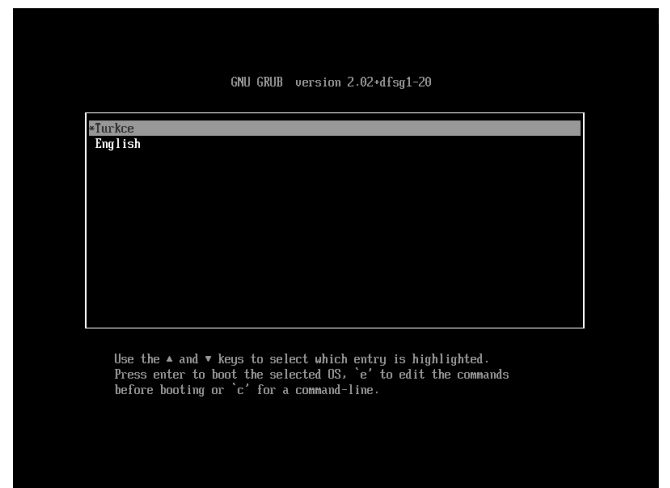 GNU GRUB  version 2.02+dfsg1-20
*Turkce
English
Use the ▲ and ▼ keys to select which entry is highlighted.
Press enter to boot the selected OS, `e' to edit the commands
before booting or `c' for a command-line.